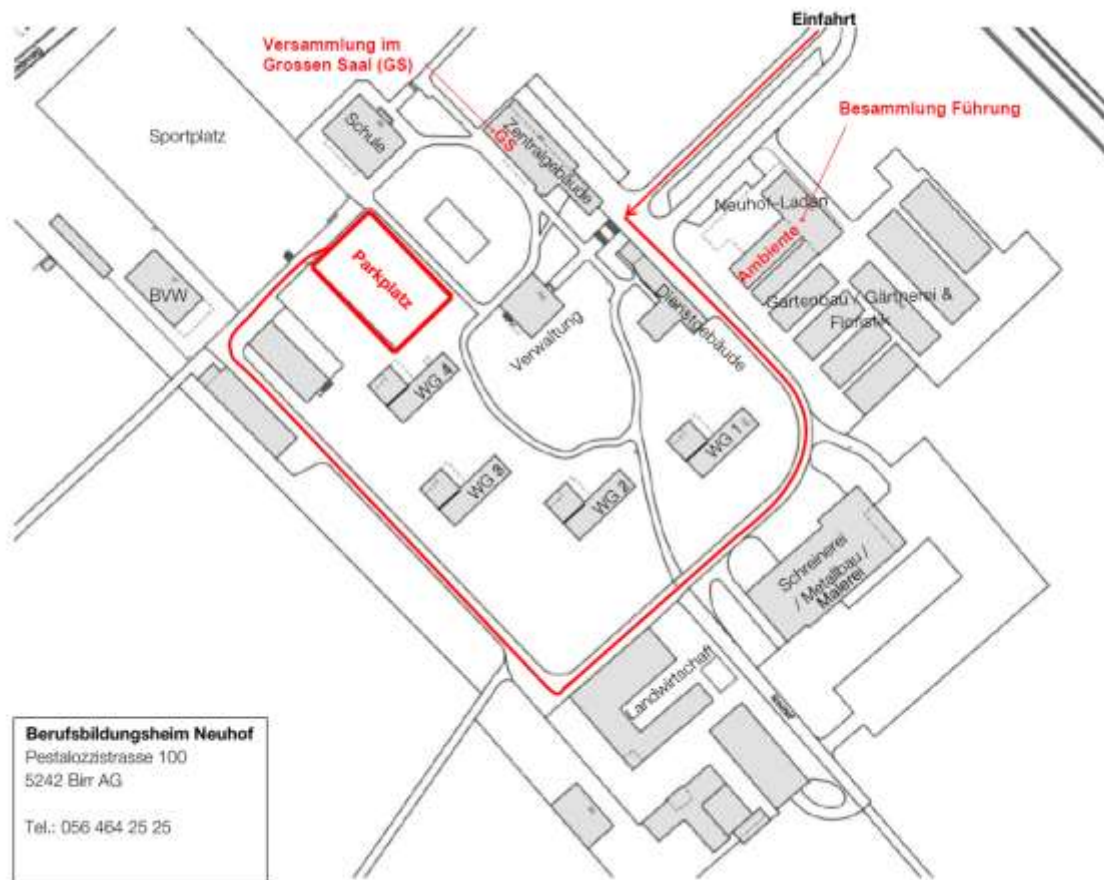 Einfahrt
Versammlung im
Grossen Saal (GS)
Besammlung Führung
Sportplatz
Schule
GS
Zentralgebäude
Neuhof-Laden
Ambiente
Parkplatz
BVW
Verwaltung
Dienstgebäude
Gartenbau / Gärtnerei &
Floristik
WG 4
WG 1
WG 3
WG 2
Schreinerei
/ Metallbau /
Malerei
Landwirtschaft
Neuhof
Berufsbildungsheim Neuhof
Pestalozzistrasse 100
5242 Birr AG
Tel.: 056 464 25 25